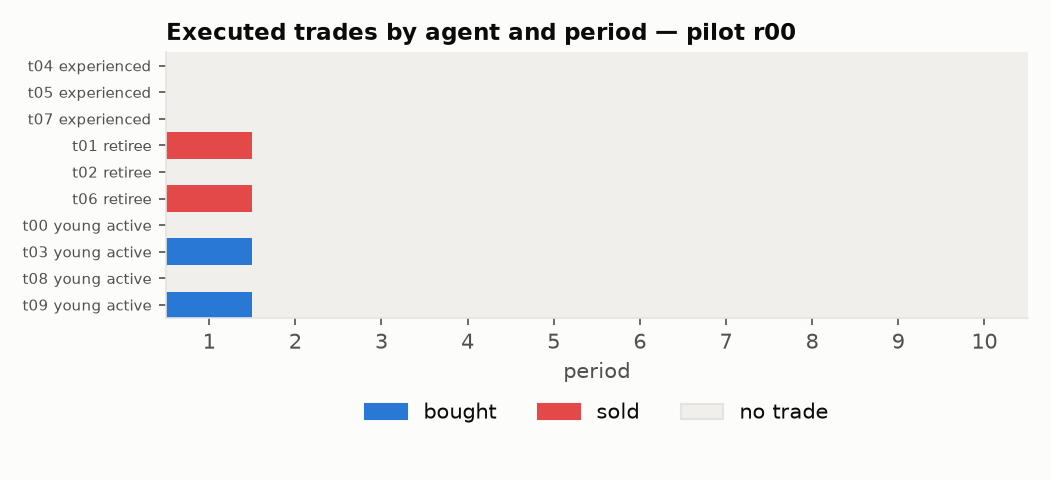 Executed trades by agent and period — pilot r00
t04 experienced
t05 experienced
t07 experienced
t01 retiree
t02 retiree
t06 retiree
t00 young active
t03 young active
t08 young active
t09 young active
1 2 3 4 5 6 7 8 9 10
period
bought sold no trade